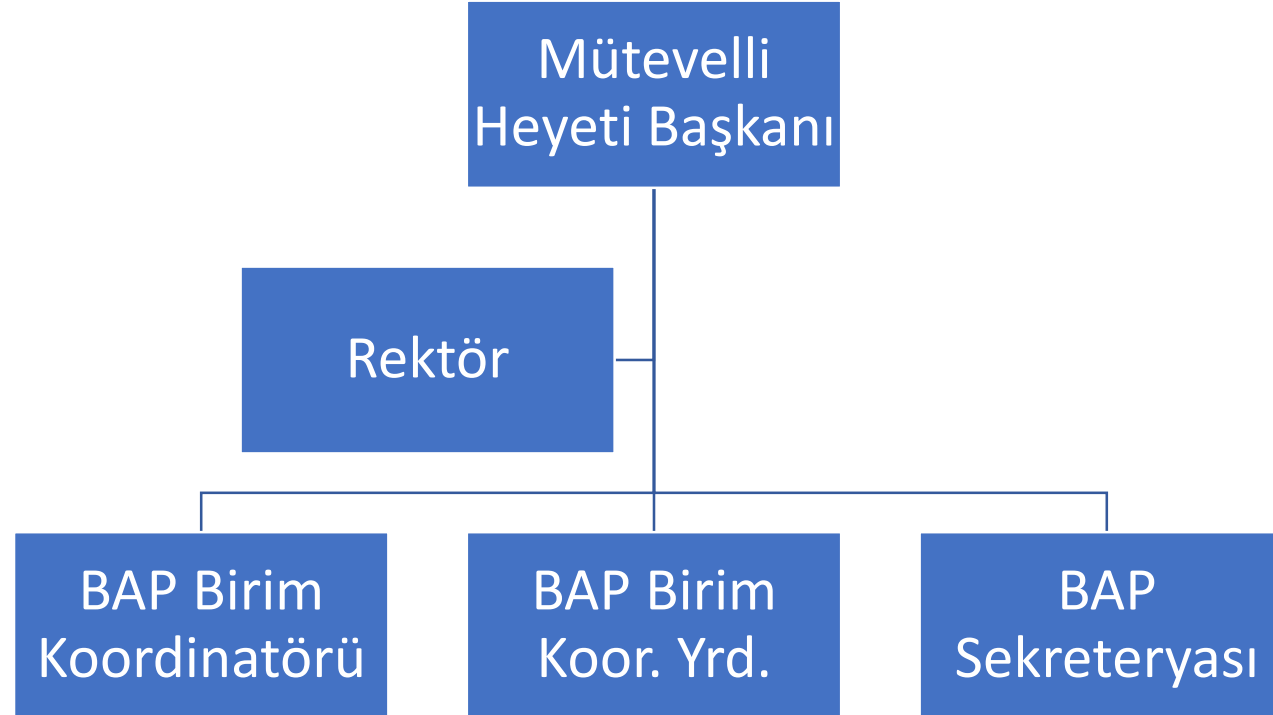 Mütevelli
Heyeti Başkanı
Rektör
BAP Birim
Koordinatörü
BAP Birim
Koor. Yrd.
BAP
Sekreteryası